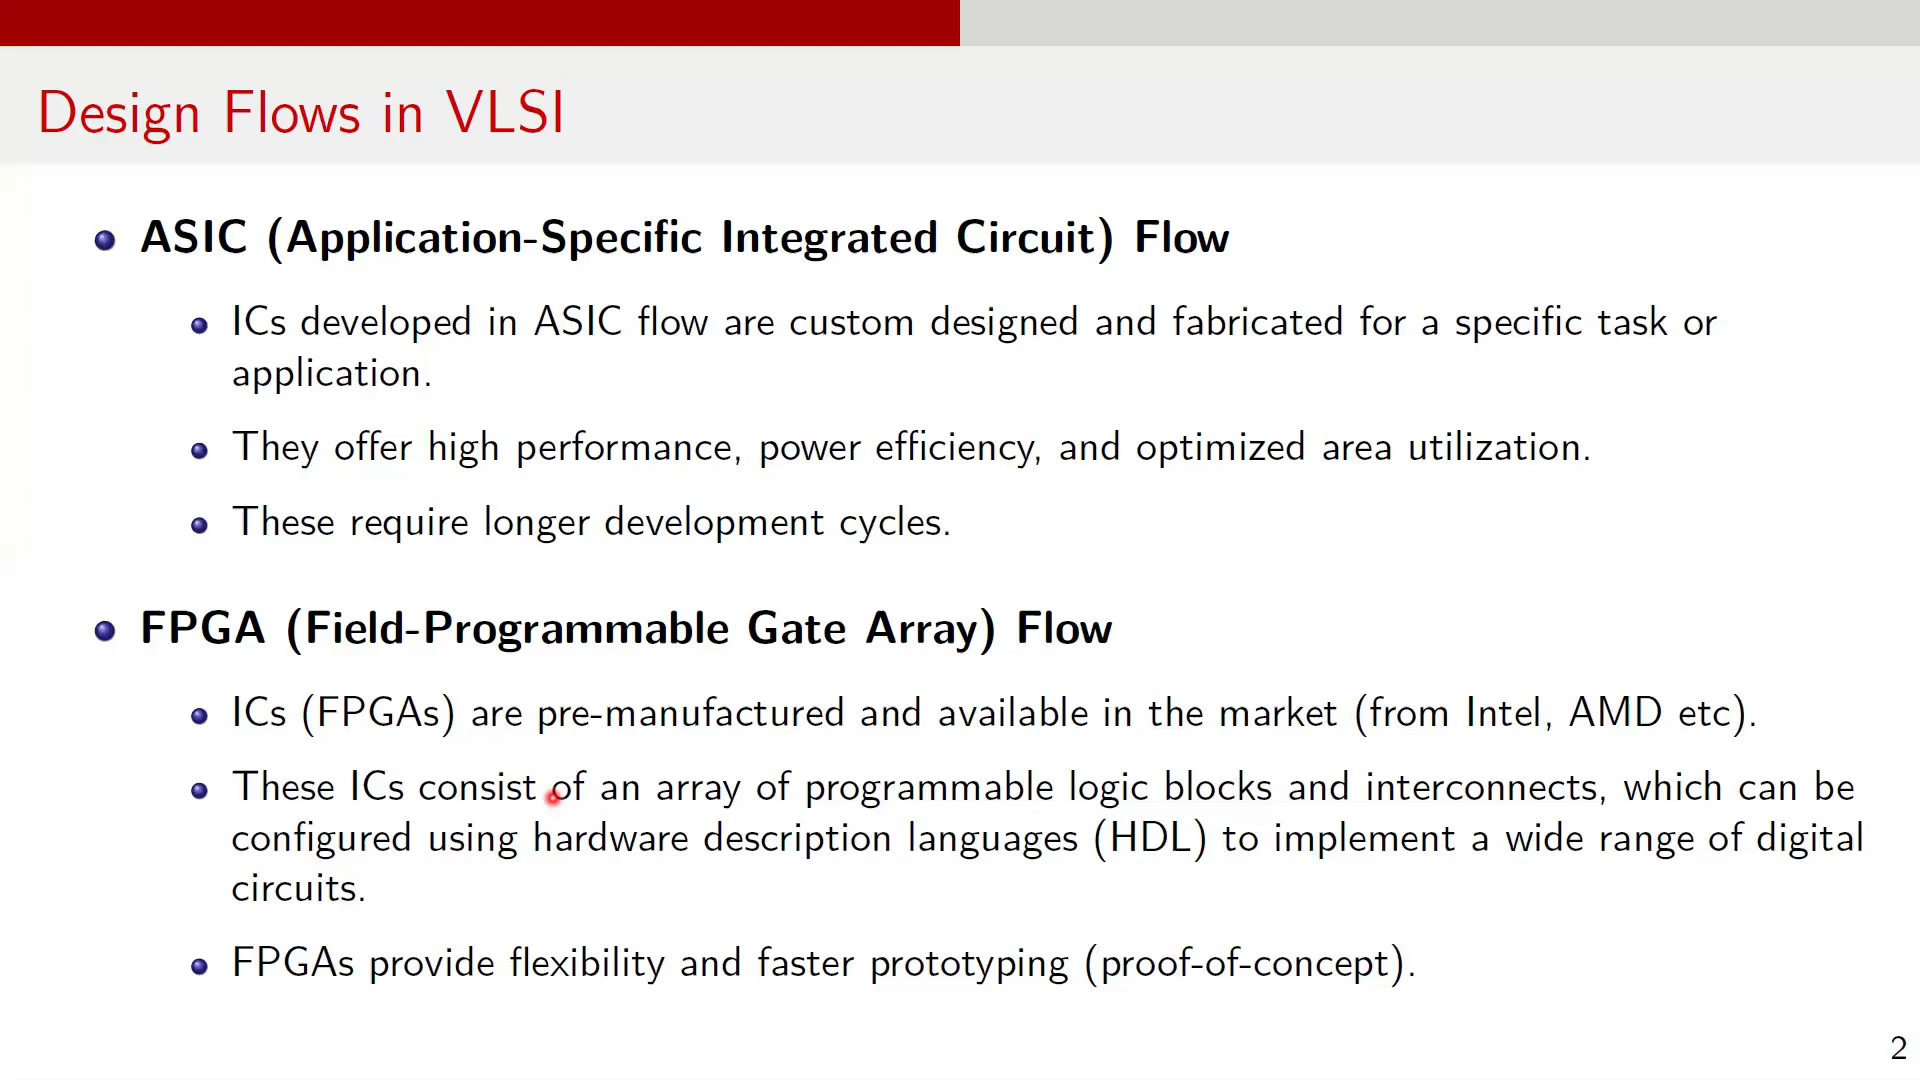 Design Flows in VLSI
ASIC (Application-Specific Integrated Circuit) Flow
ICs developed in ASIC flow are custom designed and fabricated for a specific task or
application.
They offer high performance, power efficiency, and optimized area utilization.
These require longer development cycles.
FPGA (Field-Programmable Gate Array) Flow
ICs (FPGAs) are pre-manufactured and available in the market (from Intel, AMD etc).
These ICs consist of an array of programmable logic blocks and interconnects, which can be
configured using hardware description languages (HDL) to implement a wide range of digital
circuits.
FPGAs provide flexibility and faster prototyping (proof-of-concept).
2